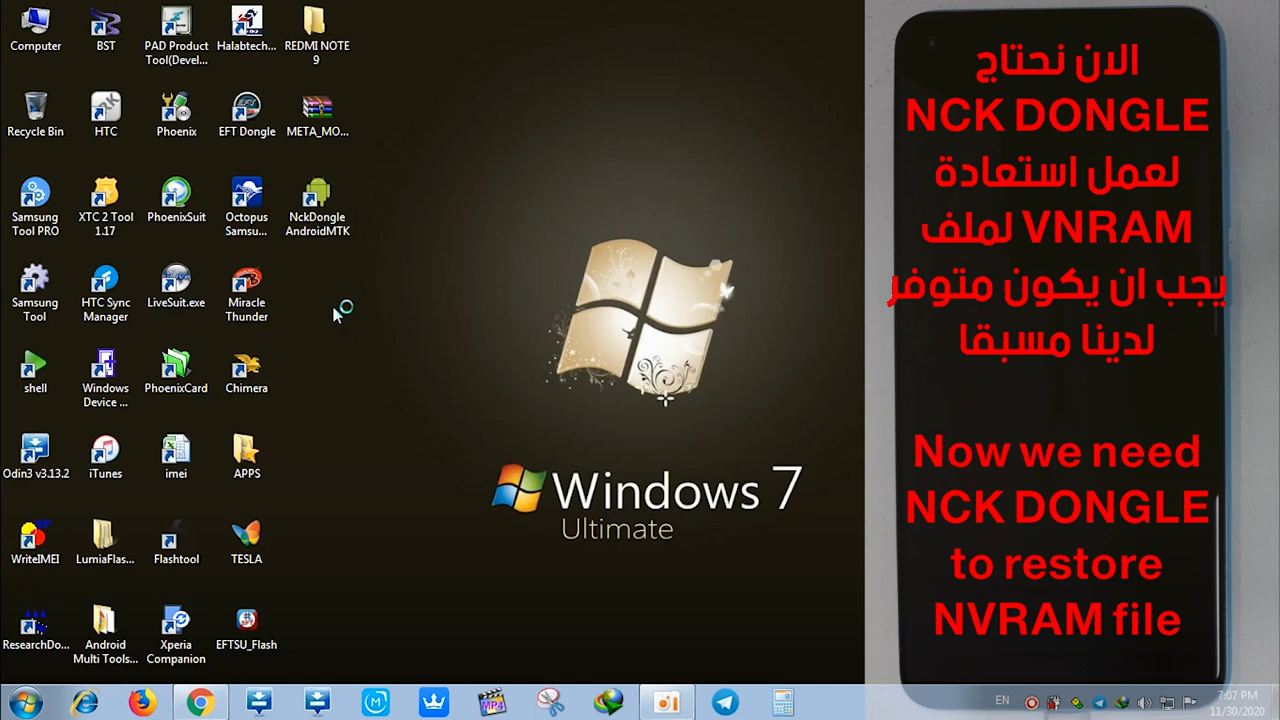 Computer
BST
PAD Product
Tool(Devel...
Halabtech...
REDMI NOTE
9
Recycle Bin
HTC
Phoenix
EFT Dongle
META_MO...
Samsung
Tool PRO
XTC 2 Tool
1.17
PhoenixSuit
Octopus
Samsu...
NckDongle
AndroidMTK
Samsung
Tool
HTC Sync
Manager
LiveSuit.exe
Miracle
Thunder
shell
Windows
Device ...
PhoenixCard
Chimera
Odin3 v3.13.2
iTunes
imei
APPS
WriteIMEI
LumiaFlas...
Flashtool
TESLA
ResearchDo...
Android
Multi Tools...
Xperia
Companion
EFTSU_Flash
Windows 7
Ultimate
الان نحتاج
NCK DONGLE
لعمل استعادة
لملف VNRAM
يجب ان يكون متوفر
لدينا مسبقا
Now we need
NCK DONGLE
to restore
NVRAM file
MP4
EN
7:07 PM
11/30/2020